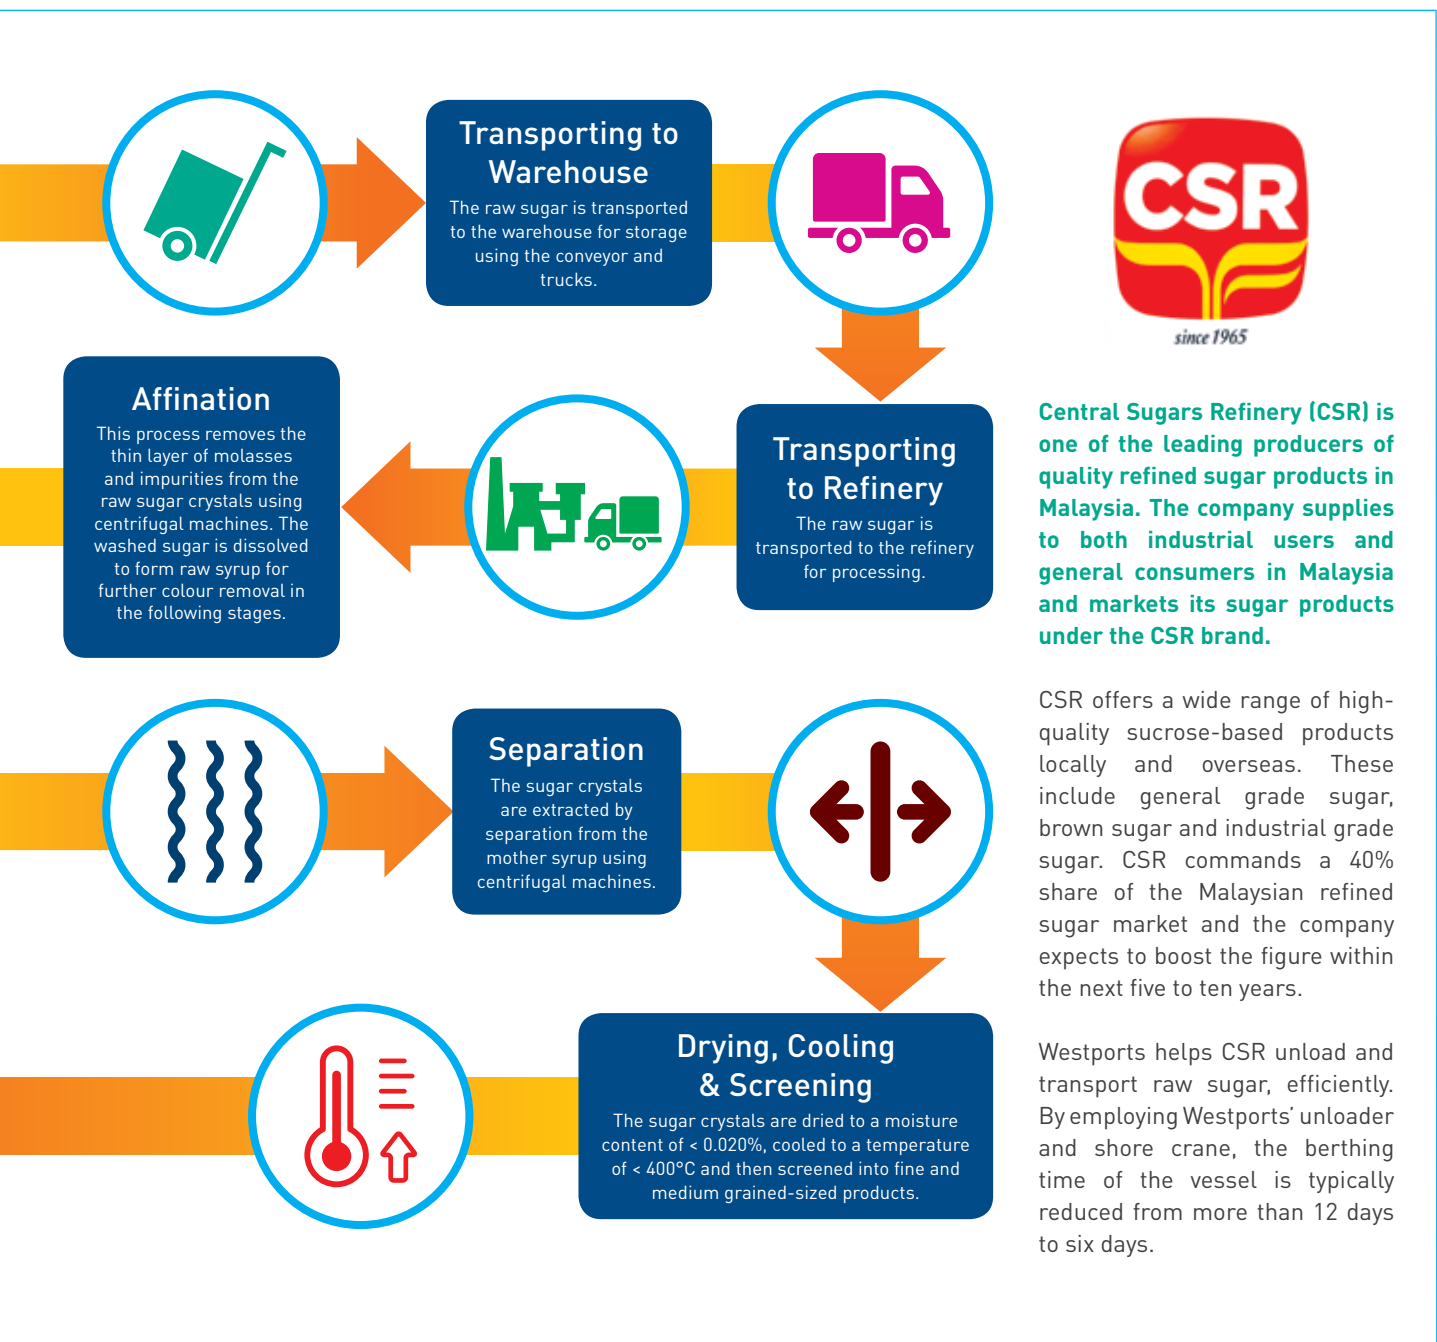 Transporting to
Warehouse
The raw sugar is transported
to the warehouse for storage
using the conveyor and
trucks.
CSR
since 1965
Affination
This process removes the
thin layer of molasses
and impurities from the
raw sugar crystals using
centrifugal machines. The
washed sugar is dissolved
to form raw syrup for
further colour removal in
the following stages.
Transporting
to Refinery
The raw sugar is
transported to the refinery
for processing.
Separation
The sugar crystals
are extracted by
separation from the
mother syrup using
centrifugal machines.
Drying, Cooling
& Screening
The sugar crystals are dried to a moisture
content of < 0.020%, cooled to a temperature
of < 400°C and then screened into fine and
medium grained-sized products.
Central Sugars Refinery (CSR) is
one of the leading producers of
quality refined sugar products in
Malaysia. The company supplies
to both industrial users and
general consumers in Malaysia
and markets its sugar products
under the CSR brand.
CSR offers a wide range of high-
quality sucrose-based products
locally and overseas. These
include general grade sugar,
brown sugar and industrial grade
sugar. CSR commands a 40%
share of the Malaysian refined
sugar market and the company
expects to boost the figure within
the next five to ten years.
Westports helps CSR unload and
transport raw sugar, efficiently.
By employing Westports' unloader
and shore crane, the berthing
time of the vessel is typically
reduced from more than 12 days
to six days.